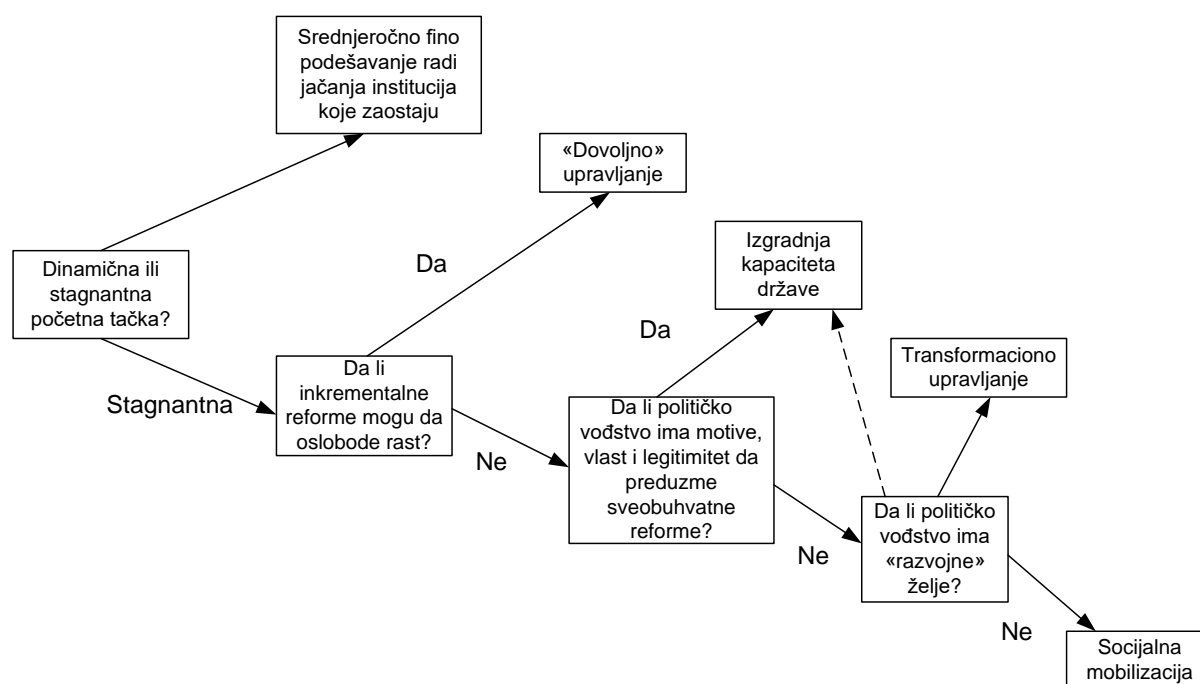 Srednjeročno fino
podešavanje radi
jačanja institucija
koje zaostaju
«Dovoljno»
upravljanje
Izgradnja
kapaciteta
države
Dinamična ili
stagnantna
početna tačka?
Da
Da
Transformaciono
upravljanje
Da li
inkrementalne
reforme mogu da
oslobode rast?
Stagnantna
Da li političko
vođstvo ima motive,
vlast i legitimitet da
preduzme
sveobuhvatne
reforme?
Ne
Da li političko
vođstvo ima
«razvojne»
želje?
Ne
Ne
Socijalna
mobilizacija